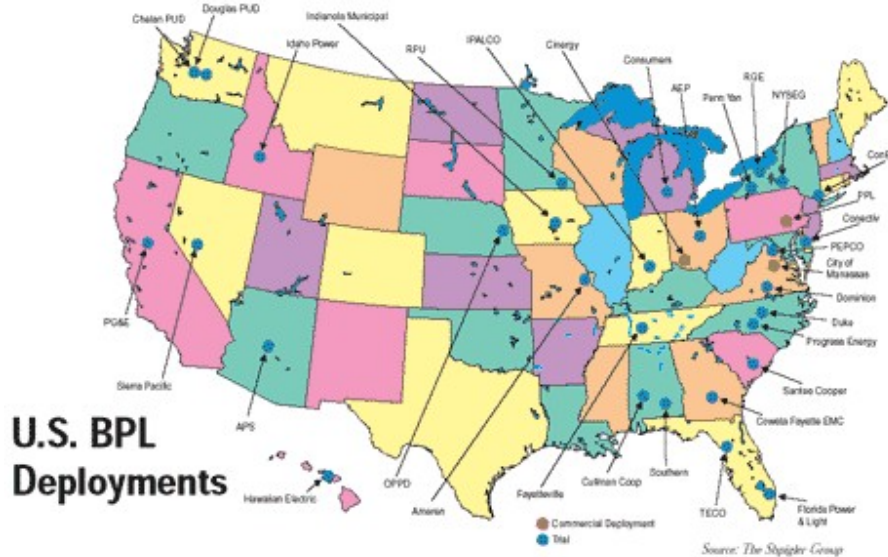 Chelan PUD
Douglas PUD
Idaho Power
Indianola Municipal
RPU
IPALCO
Cinergy
Consumers
AEP
Penn Yan
RGE
NYSEG
PPL
Conectiv
PEPCO
City of
Manassas
Dominion
Duke
Progress Energy
Santee Cooper
Coweta Fayette EMC
Florida Power
& Light
TECO
Southern
Cullman Coop
Fayetteville
Ameren
OPPD
APS
Sierra Pacific
PG&E
Hawaiian Electric
U.S. BPL
Deployments
Commercial Deployment
Trial
Source: The Shpigler Group